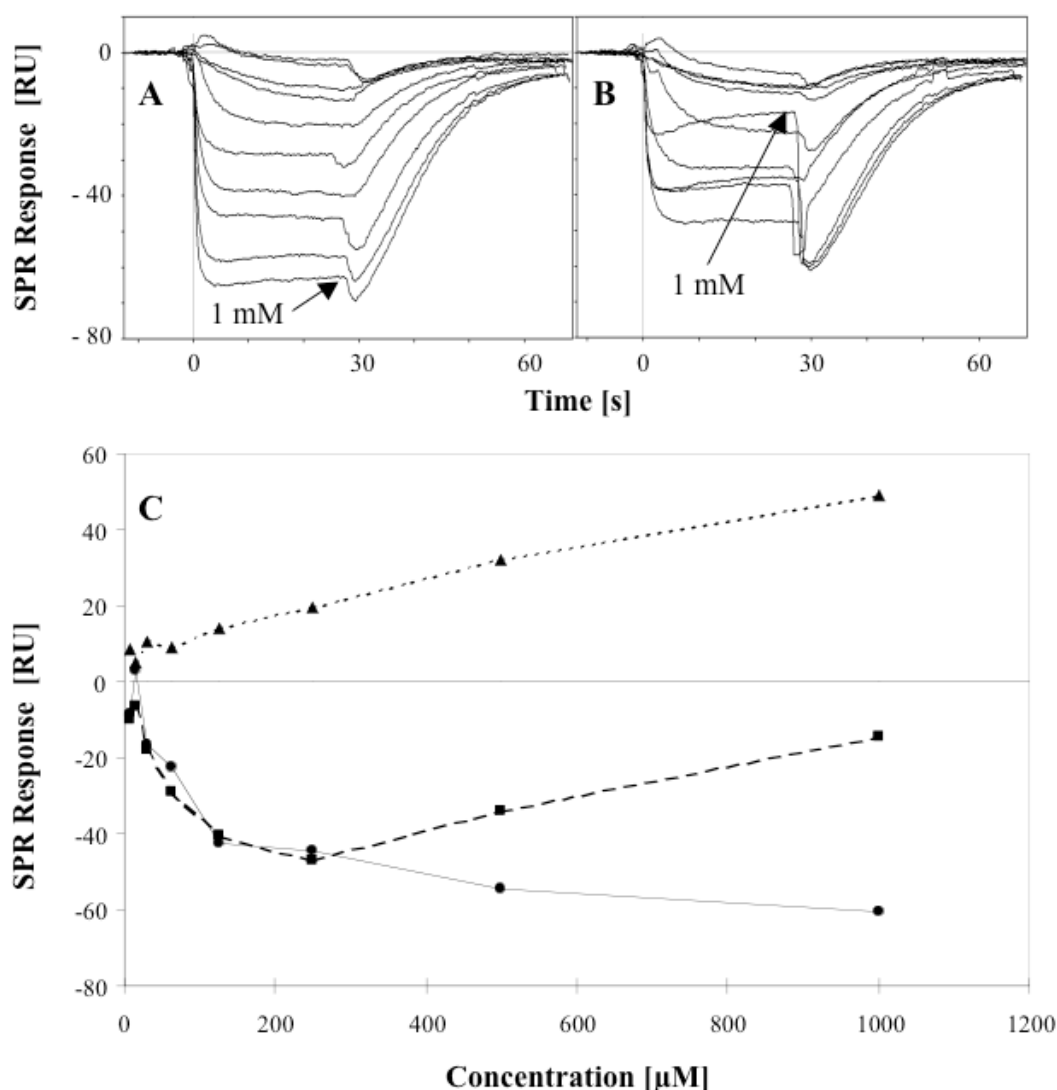 SPR Response [RU]
0
- 40
- 80
A
1 mM
B
1 mM
0 30 60 0 30 60
Time [s]
C
SPR Response [RU]
60
40
20
0
-20
-40
-60
-80
0 200 400 600 800 1000 1200
Concentration [µM]